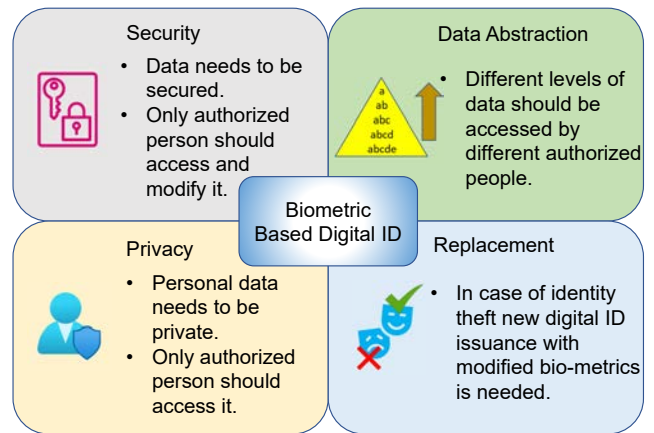 Security
• Data needs to be
secured.
• Only authorized
person should
access and
modify it.
Data Abstraction
a
ab
abc
abcd
abcde
• Different levels of
data should be
accessed by
different authorized
people.
Biometric
Based Digital ID
Privacy
• Personal data
needs to be
private.
• Only authorized
person should
access it.
Replacement
• In case of identity
theft new digital ID
issuance with
modified bio-metrics
is needed.